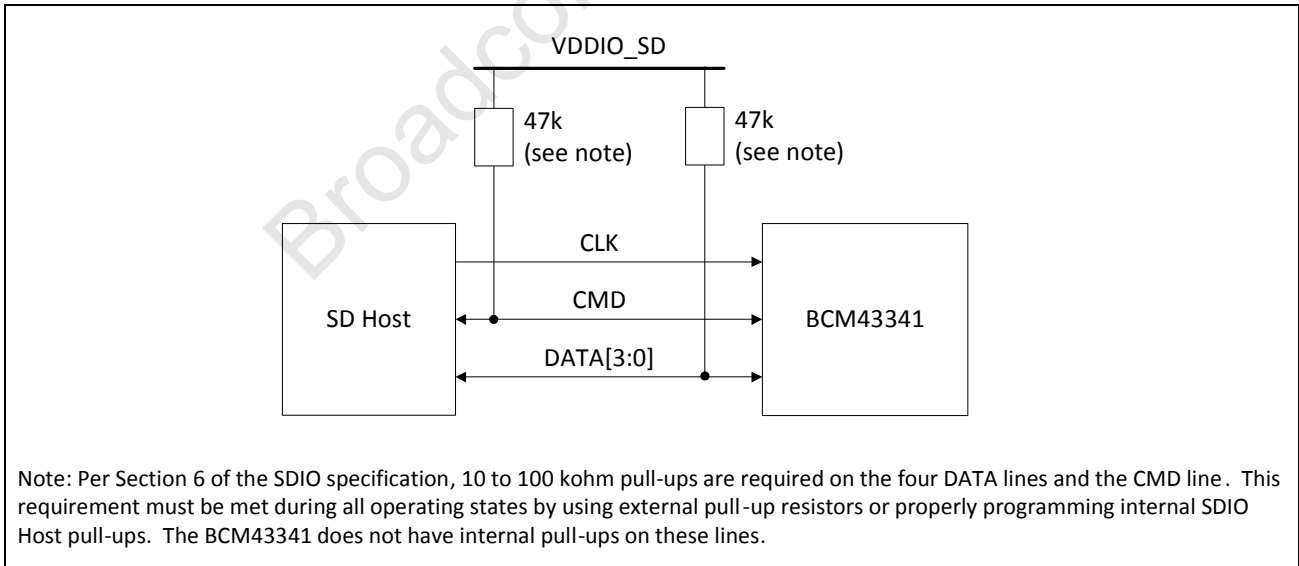 Broadco
VDDIO_SD
47k
(see note)
47k
(see note)
CLK
CMD
SD Host
BCM43341
DATA[3:0]
Note: Per Section 6 of the SDIO specification, 10 to 100 kohm pull-ups are required on the four DATA lines and the CMD line. This
requirement must be met during all operating states by using external pull-up resistors or properly programming internal SDIO
Host pull-ups. The BCM43341 does not have internal pull-ups on these lines.